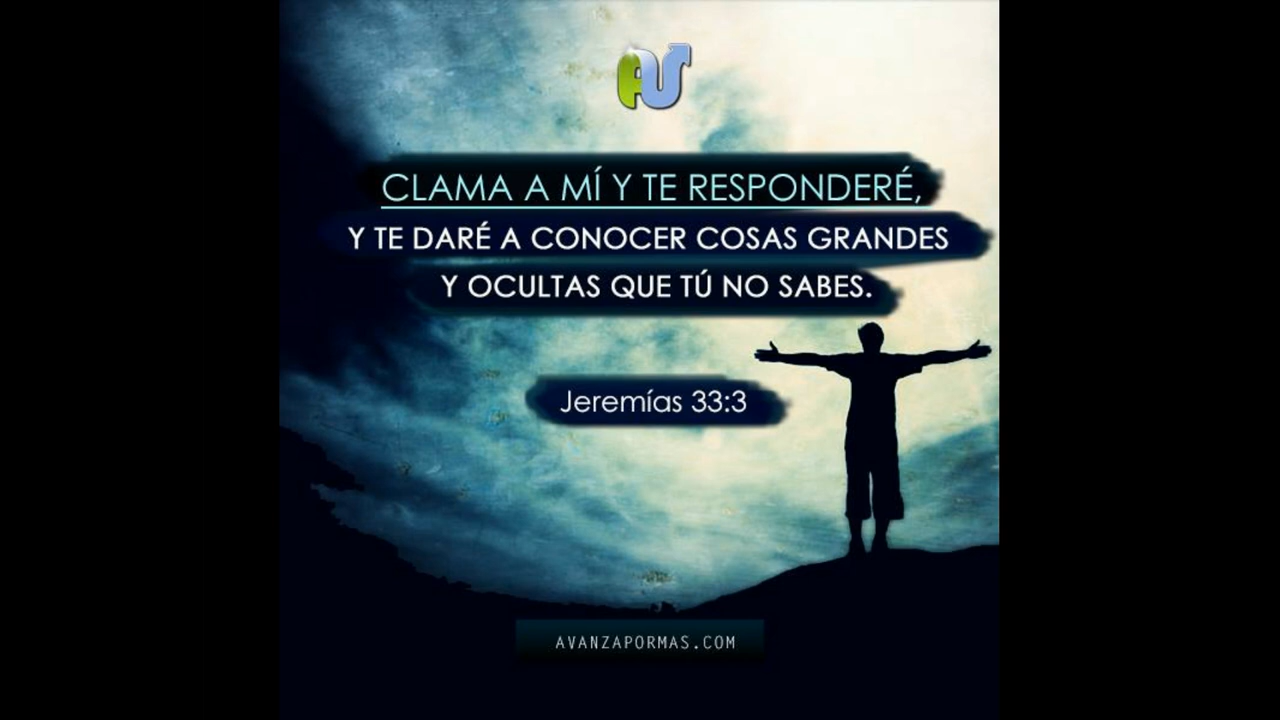 CLAMA A MÍ Y TE RESPONDERÉ,
Y TE DARÉ A CONOCER COSAS GRANDES
Y OCULTAS QUE TÚ NO SABES.
Jeremías 33:3
AVANZAPORMAS.COM